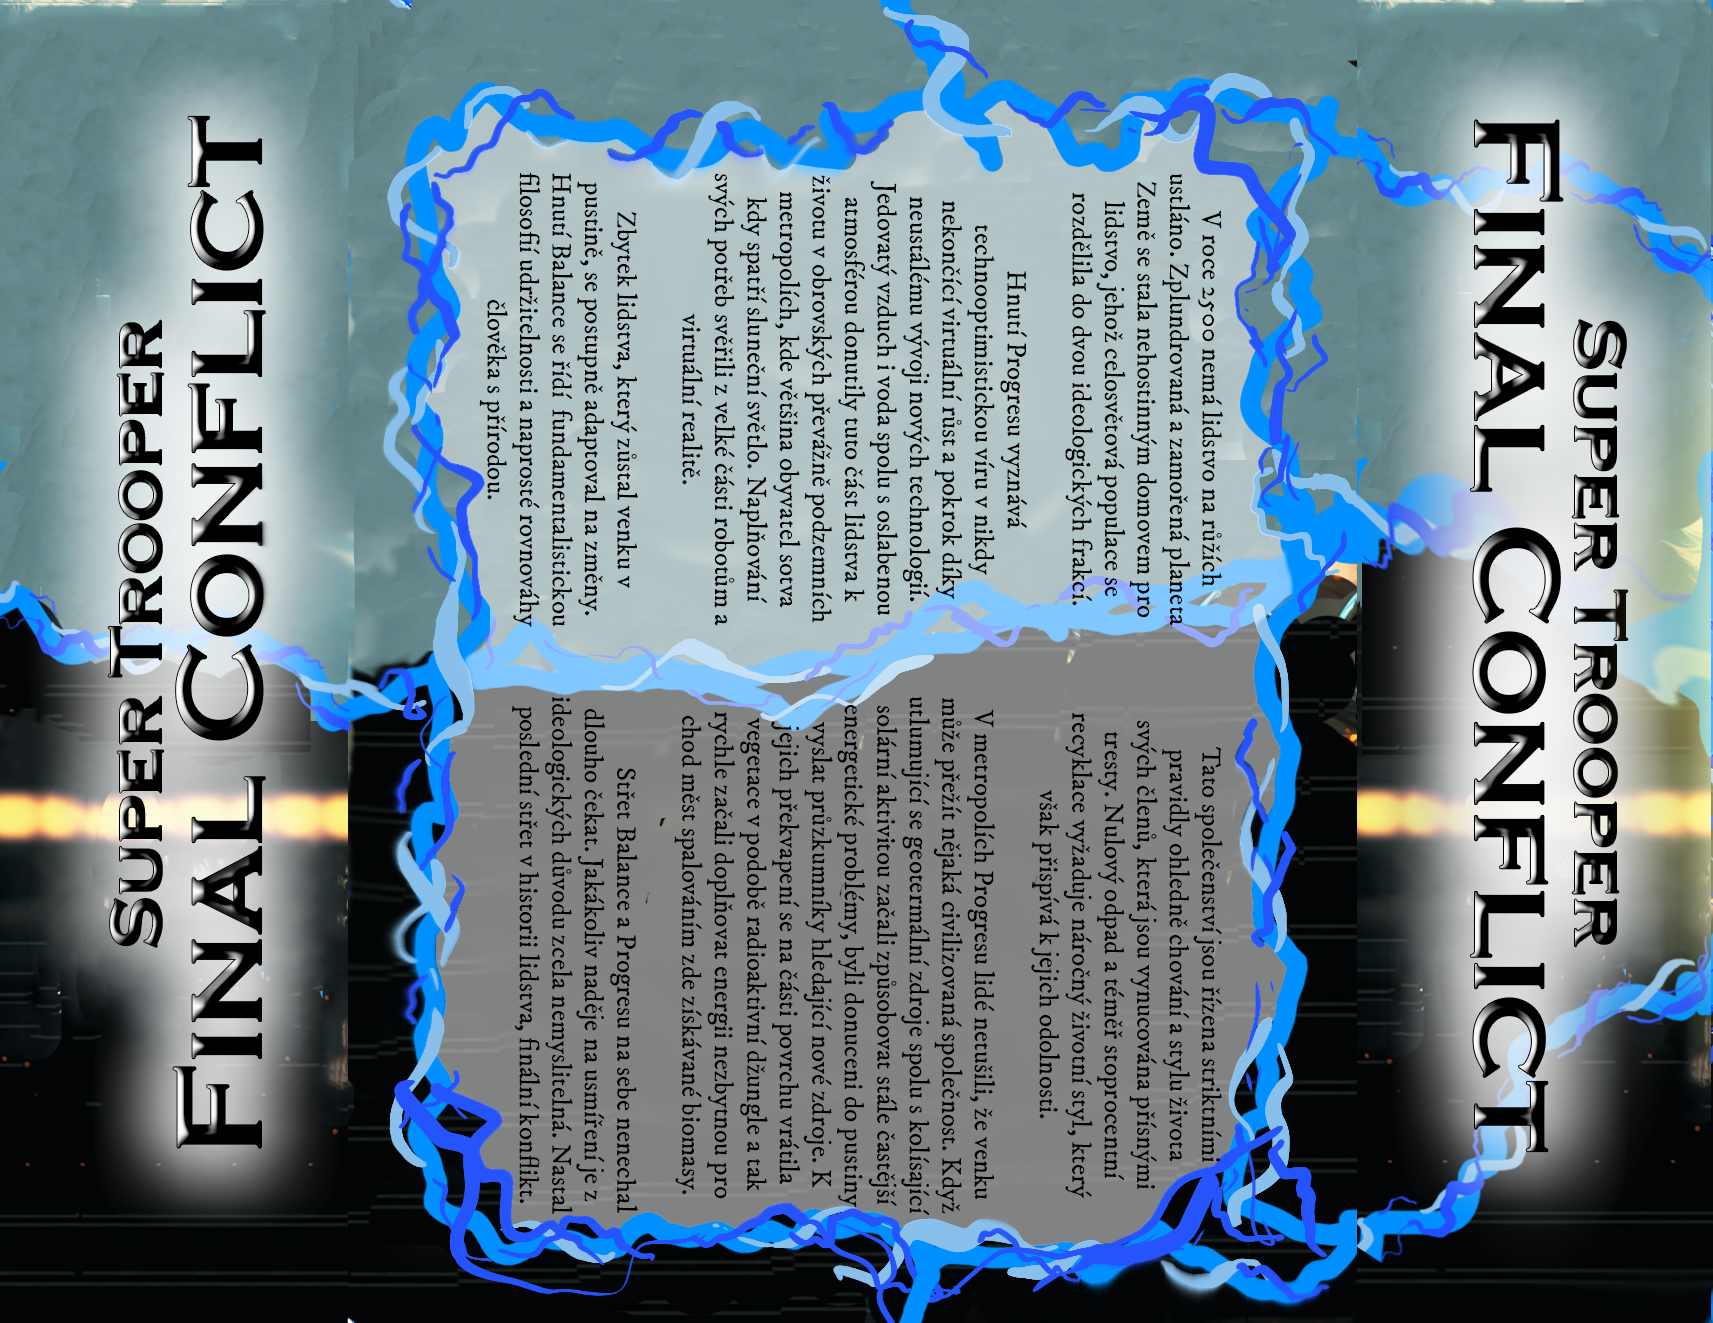 FINAL CONFLICT
SUPER TROOPER
V roce 2500 nemá lidstvo na růžích
ustláno. Zplundrovaná a zamořená planeta
Země se stala nehostinným domovem pro
lidstvo, jehož celosvětová populace se
rozdělila do dvou ideologických frakcí.
Hnutí Progresu vyznává
technooptimistickou víru v nikdy
nekončící virtuální růst a pokrok díky
neustálému vývoji nových technologií.
Jedovatý vzduch i voda spolu s oslabenou
atmosférou donutily tuto část lidstva k
životu v obrovských převážně podzemních
metropolích, kde většina obyvatel sotva
kdy spatří sluneční světlo. Naplňování
svých potřeb svěřili z velké části robotům a
virtuální realitě.
Zbytek lidstva, který zůstal venku v
pustině, se postupně adaptoval na změny.
Hnutí Balance se řídí fundamentalistickou
filosofií udržitelnosti a naprosté rovnováhy
člověka s přírodou.
Tato společenství jsou řízena striktními
pravidly ohledně chování a stylu života
svých členů, která jsou vynucována přísnými
tresty. Nulový odpad a téměř stoprocentní
recyklace vyžaduje náročný životní styl, který
však přispívá k jejich odolnosti.
V metropolích Progresu lidé netušili, že venku
může přežít nějaká civilizovaná společnost. Když
utlumující se geotermální zdroje spolu s kolísající
solární aktivitou začali způsobovat stále častější
energetické problémy, byli donuceni do pustiny
vyslat průzkumníky hledající nové zdroje. K
jejich překvapení se na části povrchu vrátila
vegetace v podobě radioaktivní džungle a tak
rychle začali doplňovat energii nezbytnou pro
chod měst spalováním zde získávané biomasy.
Střet Balance a Progresu na sebe nenechal
dlouho čekat. Jakákoliv naděje na usmíření je z
ideologických důvodu zcela nemyslitelná. Nastal
poslední střet v historii lidstva, finální konflikt.
SUPER TROOPER
FINAL CONFLICT